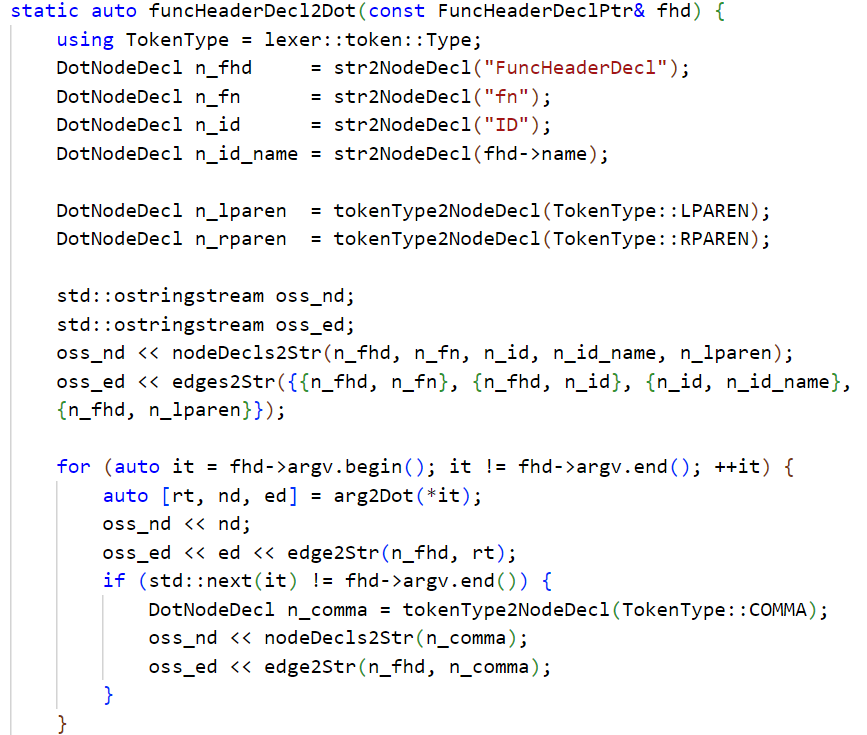 static auto funcHeaderDecl2Dot(const FuncHeaderDeclPtr& fhd) {
    using TokenType = lexer::token::Type;
    DotNodeDecl n_fhd     = str2NodeDecl("FuncHeaderDecl");
    DotNodeDecl n_fn      = str2NodeDecl("fn");
    DotNodeDecl n_id      = str2NodeDecl("ID");
    DotNodeDecl n_id_name = str2NodeDecl(fhd->name);

    DotNodeDecl n_lparen  = tokenType2NodeDecl(TokenType::LPAREN);
    DotNodeDecl n_rparen  = tokenType2NodeDecl(TokenType::RPAREN);

    std::ostringstream oss_nd;
    std::ostringstream oss_ed;
    oss_nd << nodeDecls2Str(n_fhd, n_fn, n_id, n_id_name, n_lparen);
    oss_ed << edges2Str({{n_fhd, n_fn}, {n_fhd, n_id}, {n_id, n_id_name},
    {n_fhd, n_lparen}});

    for (auto it = fhd->argv.begin(); it != fhd->argv.end(); ++it) {
        auto [rt, nd, ed] = arg2Dot(*it);
        oss_nd << nd;
        oss_ed << ed << edge2Str(n_fhd, rt);
        if (std::next(it) != fhd->argv.end()) {
            DotNodeDecl n_comma = tokenType2NodeDecl(TokenType::COMMA);
            oss_nd << nodeDecls2Str(n_comma);
            oss_ed << edge2Str(n_fhd, n_comma);
        }
    }